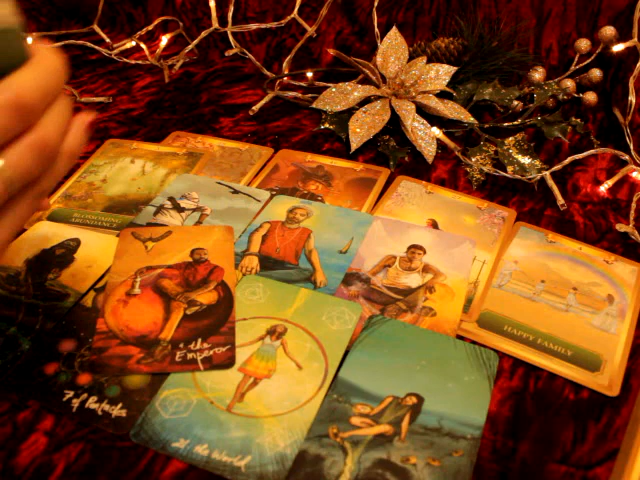 BLOSSOMING
ABUNDANCE
HAPPY FAMILY
the
Emperor
7 of Pentacles
21. the World